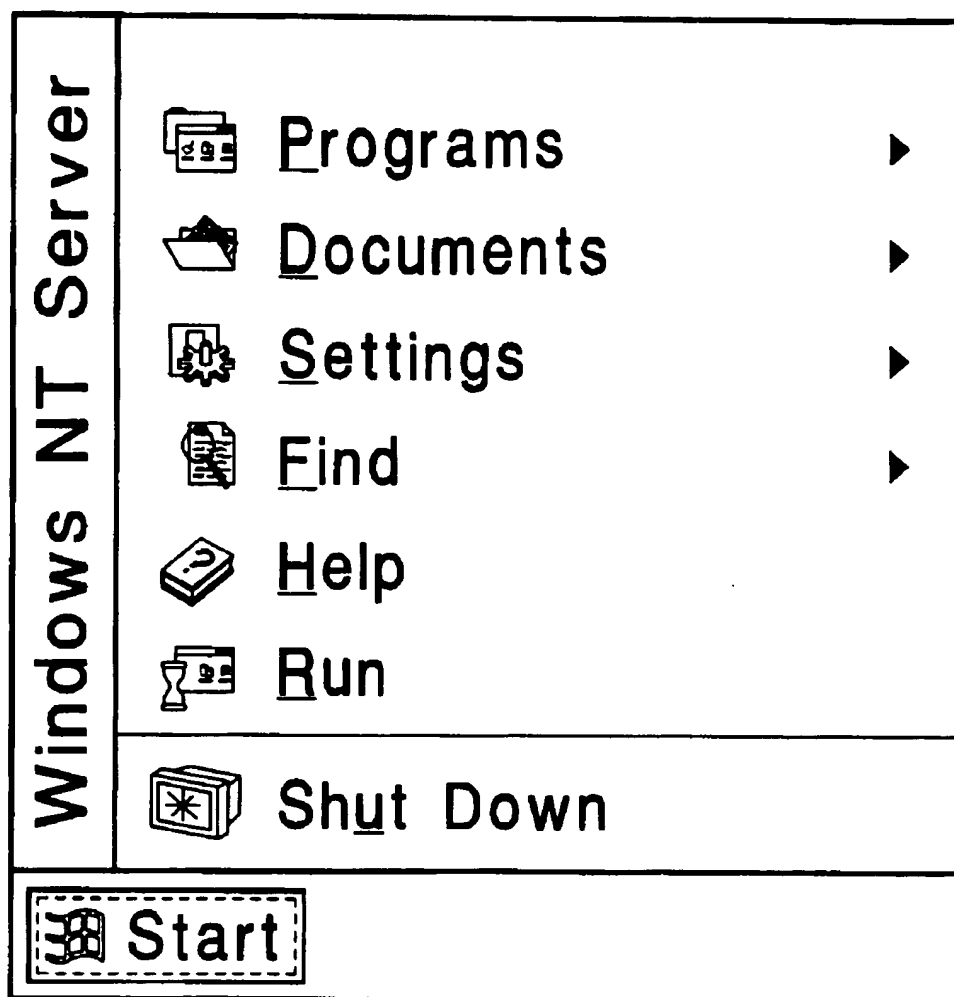 Windows NT Server
Programs
Documents
Settings
Find
Help
Run
Shut Down
Start